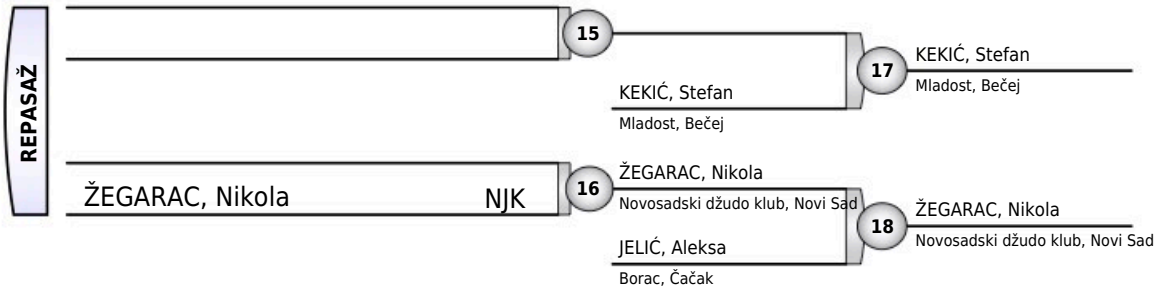 REPASAŽ
15
KEKIĆ, Stefan
Mladost, Bečej
17
KEKIĆ, Stefan
Mladost, Bečej
ŽEGARAC, Nikola NJK
16
ŽEGARAC, Nikola
Novosadski džudo klub, Novi Sad
JELIĆ, Aleksa
Borac, Čačak
18
ŽEGARAC, Nikola
Novosadski džudo klub, Novi Sad